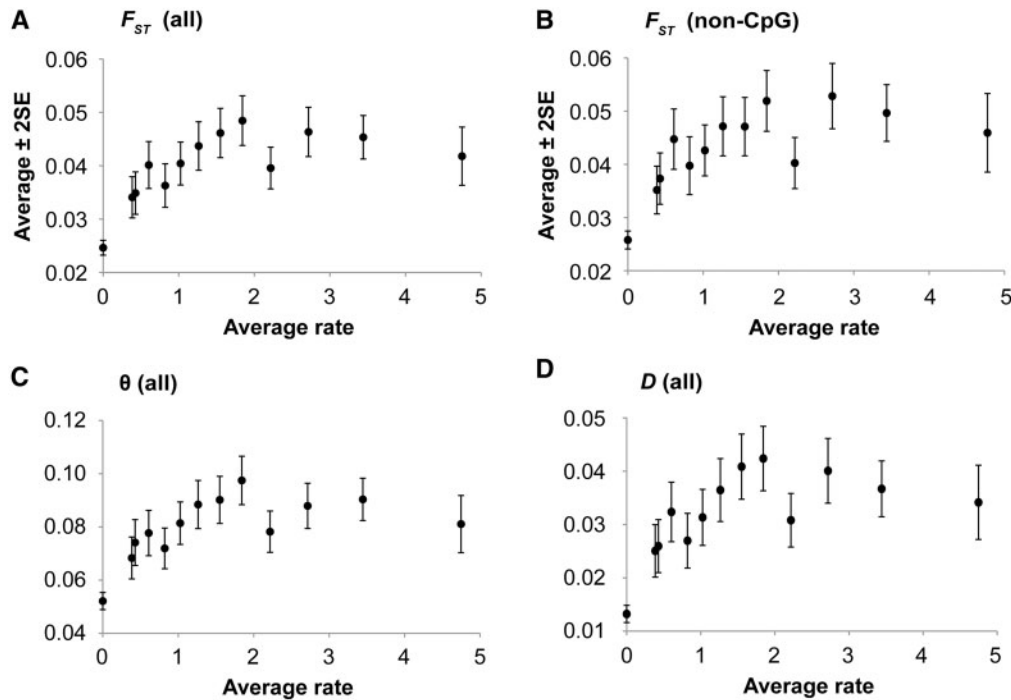 A
F_ST (all)
Average ± 2SE
0.06
0.05
0.04
0.03
0.02
0 1 2 3 4 5
Average rate
B
F_ST (non-CpG)
Average ± 2SE
0.06
0.05
0.04
0.03
0.02
0 1 2 3 4 5
Average rate
C
θ (all)
0.12
0.10
0.08
0.06
0.04
0 1 2 3 4 5
Average rate
D
D (all)
0.05
0.04
0.03
0.02
0.01
0 1 2 3 4 5
Average rate